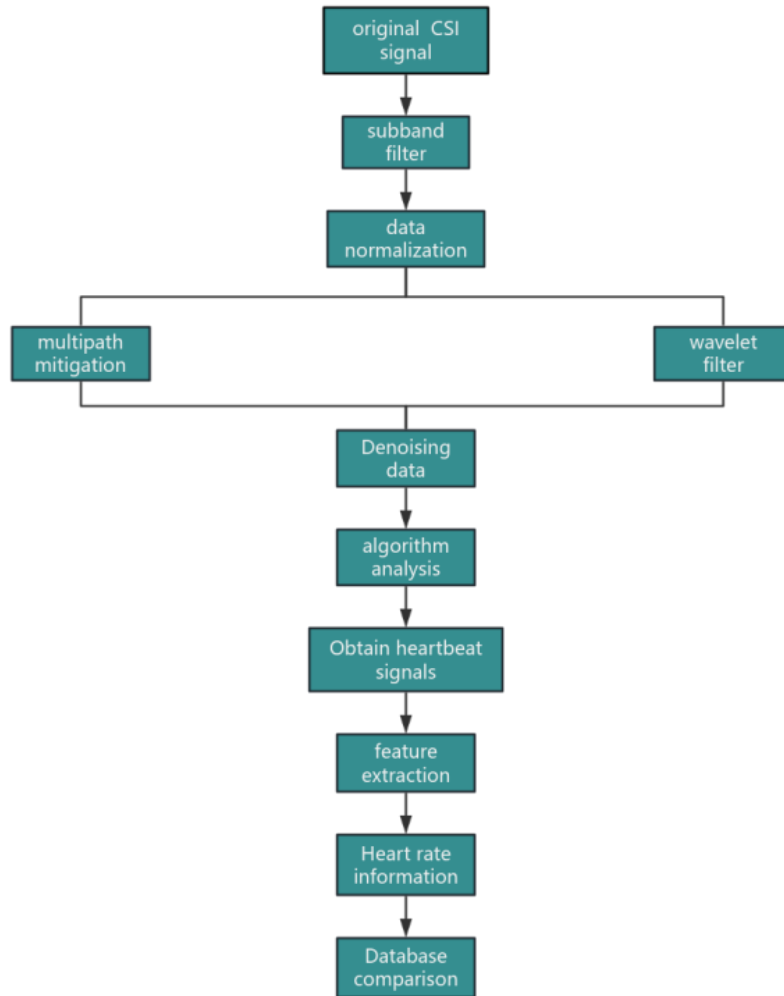 original CSI
signal
subband
filter
data
normalization
multipath
mitigation
wavelet
filter
Denoising
data
algorithm
analysis
Obtain heartbeat
signals
feature
extraction
Heart rate
information
Database
comparison